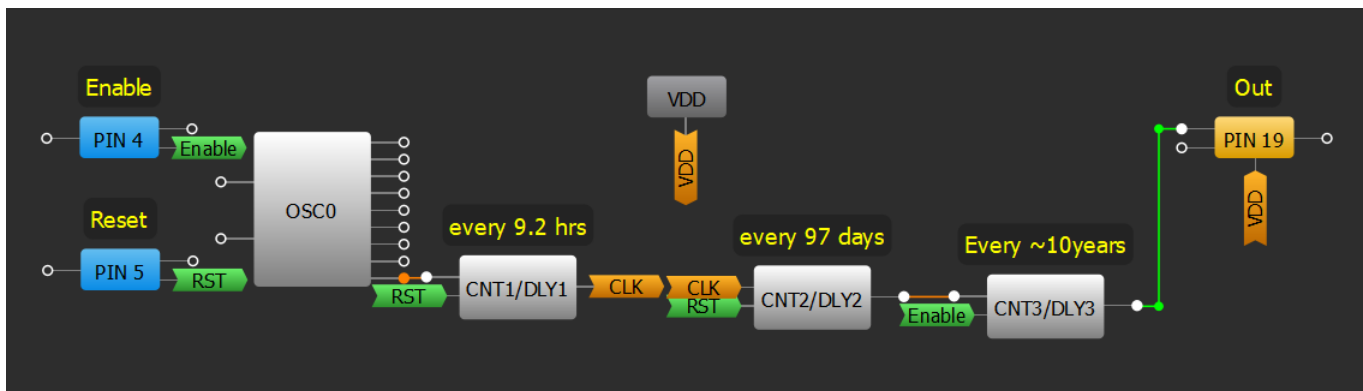 Enable
PIN 4
Enable
Reset
PIN 5
RST
OSC0
RST
every 9.2 hrs
CNT1/DLY1
CLK
VDD
VDD
CLK
RST
every 97 days
CNT2/DLY2
Enable
Every ~10years
CNT3/DLY3
Out
PIN 19
VDD